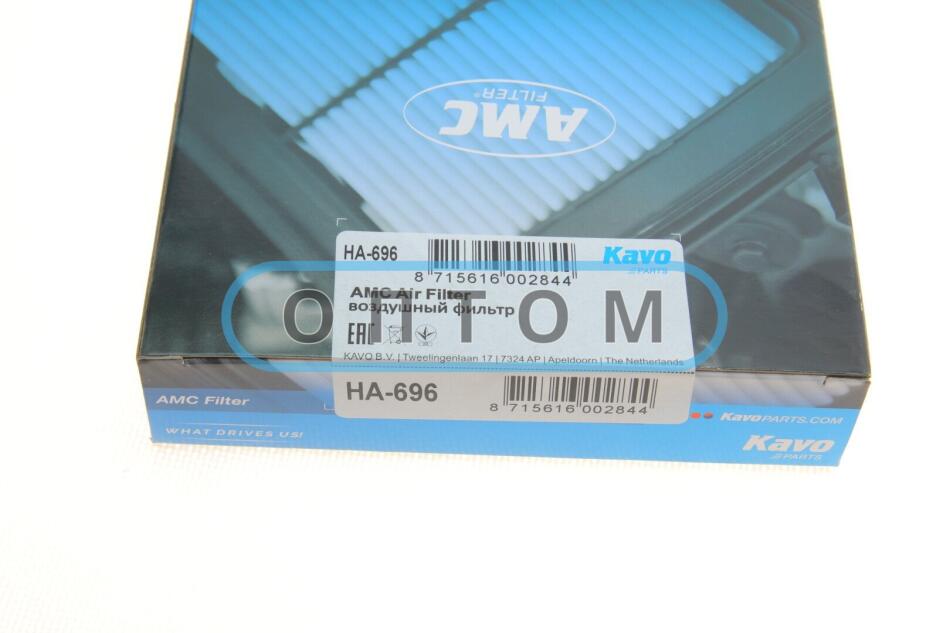 AMC
FILTER®
HA-696
8 715616 002844
Kavo
PARTS
AMC Air Filter
воздушный фильтр
ОПТОМ
EAC
KAVO B.V. | Tweelingenlaan 17 | 7324 AP | Apeldoorn | The Netherlands
HA-696
8 715616 002844
AMC Filter
WHAT DRIVES US!
KAVOPARTS.COM
Kavo
PARTS